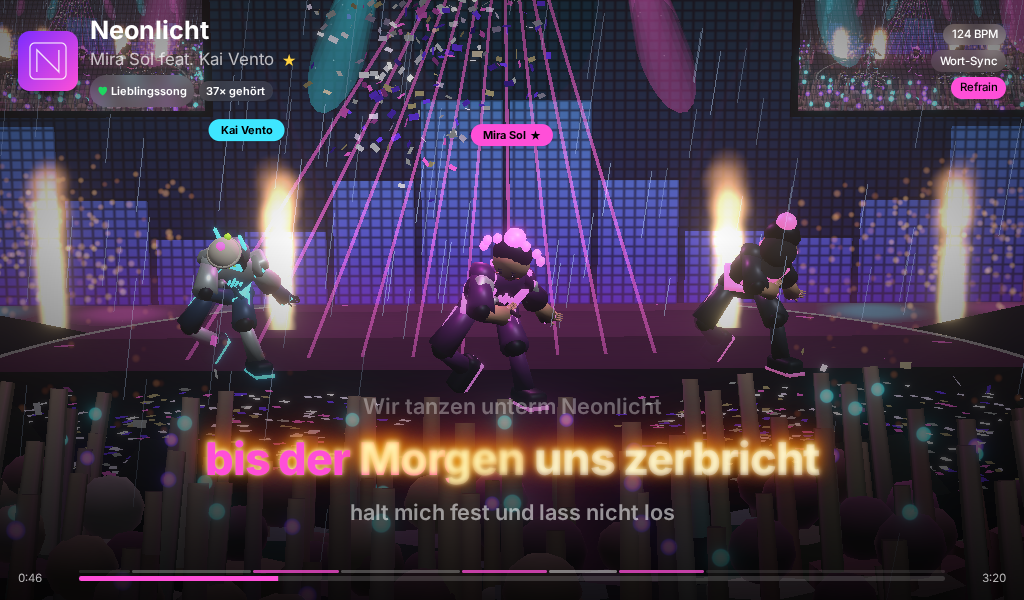 Neonlicht
Mira Sol feat. Kai Vento ★
Lieblingssong
37× gehört
124 BPM
Wort-Sync
Refrain
Kai Vento
Mira Sol ★
Wir tanzen unterm Neonlicht
bis der Morgen uns zerbricht
halt mich fest und lass nicht los
0:46
3:20